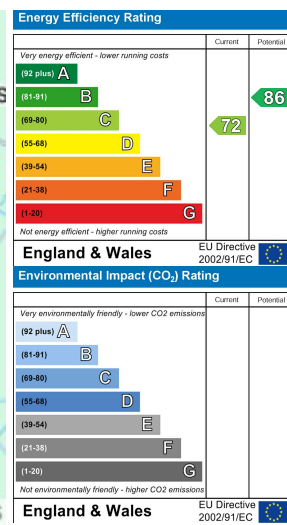 Energy Efficiency Rating
Current Potential
Very energy efficient - lower running costs
(92 plus) A
(81-91) B
(69-80) C
(55-68) D
(39-54) E
(21-38) F
(1-20) G
72
86
Not energy efficient - higher running costs
England & Wales
EU Directive
2002/91/EC
Environmental Impact (CO₂) Rating
Current Potential
Very environmentally friendly - lower CO2 emissions
(92 plus) A
(81-91) B
(69-80) C
(55-68) D
(39-54) E
(21-38) F
(1-20) G
Not environmentally friendly - higher CO2 emissions
England & Wales
EU Directive
2002/91/EC